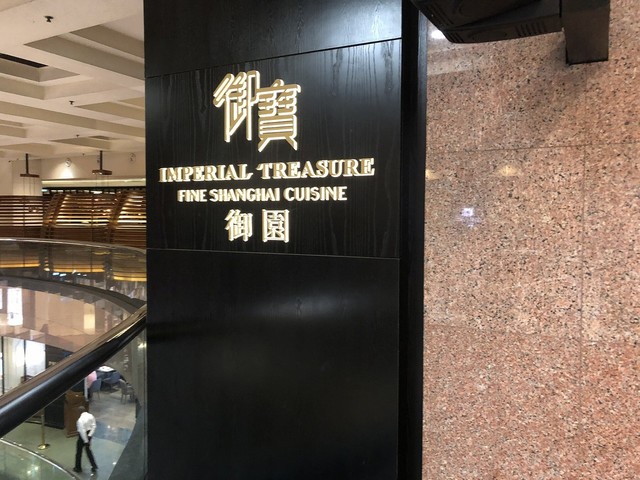 御寶
IMPERIAL TREASURE
FINE SHANGHAI CUISINE
御園